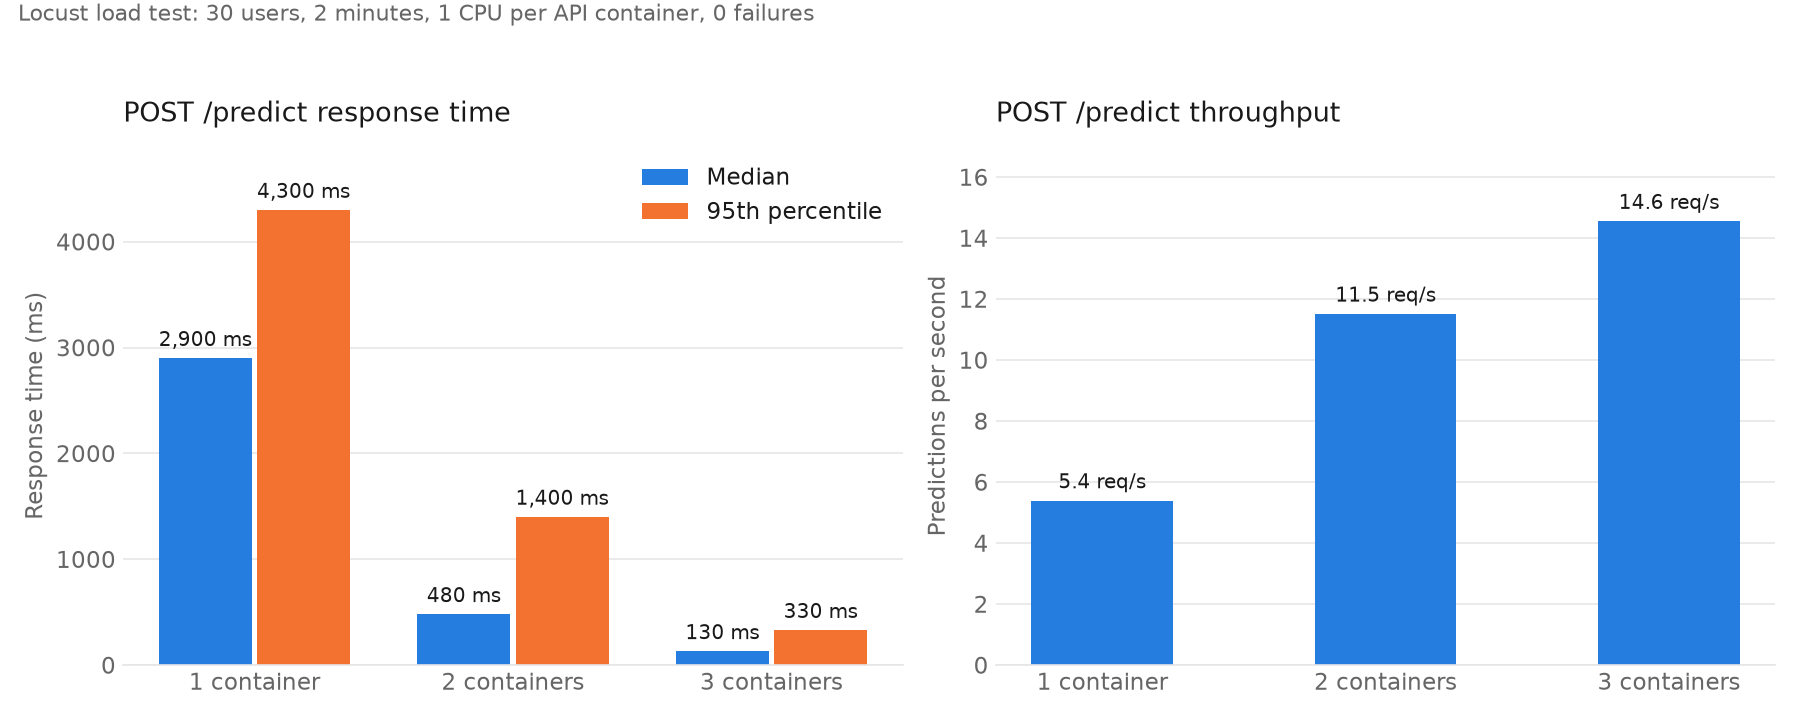 Locust load test: 30 users, 2 minutes, 1 CPU per API container, 0 failures
POST /predict response time
Median
95th percentile
Response time (ms)
4000
3000
2000
1000
0
4,300 ms
2,900 ms
1,400 ms
480 ms
130 ms
330 ms
1 container
2 containers
3 containers
POST /predict throughput
Predictions per second
16
14
12
10
8
6
4
2
0
5.4 req/s
11.5 req/s
14.6 req/s
1 container
2 containers
3 containers